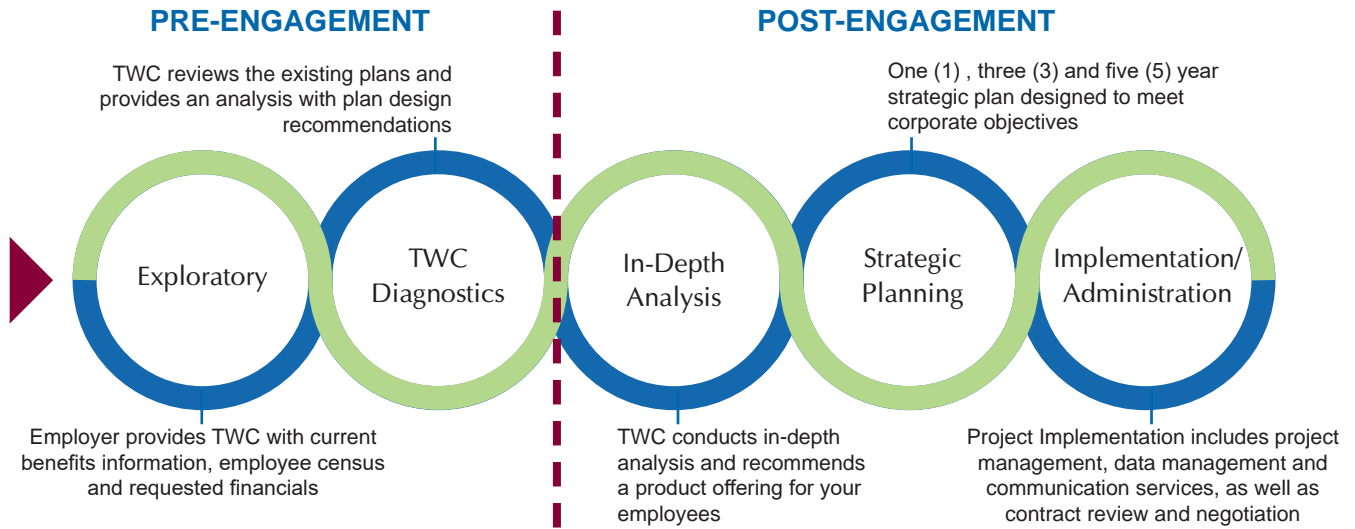 PRE-ENGAGEMENT
POST-ENGAGEMENT
TWC reviews the existing plans and
provides an analysis with plan design
recommendations
One (1) , three (3) and five (5) year
strategic plan designed to meet
corporate objectives
Exploratory
TWC
Diagnostics
In-Depth
Analysis
Strategic
Planning
Implementation/
Administration
Employer provides TWC with current
benefits information, employee census
and requested financials
TWC conducts in-depth
analysis and recommends
a product offering for your
employees
Project Implementation includes project
management, data management and
communication services, as well as
contract review and negotiation